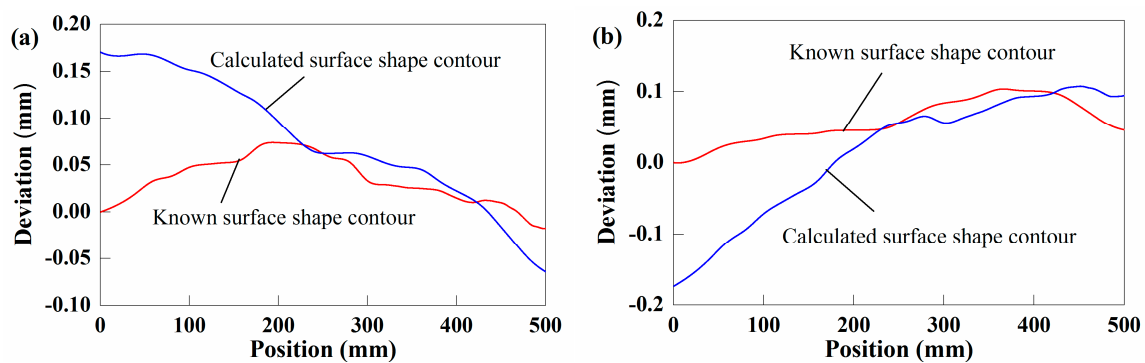 (a)
0.20
0.15
0.10
0.05
0.00
-0.05
-0.10
Deviation (mm)
Calculated surface shape contour
Known surface shape contour
0 100 200 300 400 500
Position (mm)
(b)
0.2
0.1
0.0
-0.1
-0.2
Deviation (mm)
Known surface shape contour
Calculated surface shape contour
0 100 200 300 400 500
Position (mm)